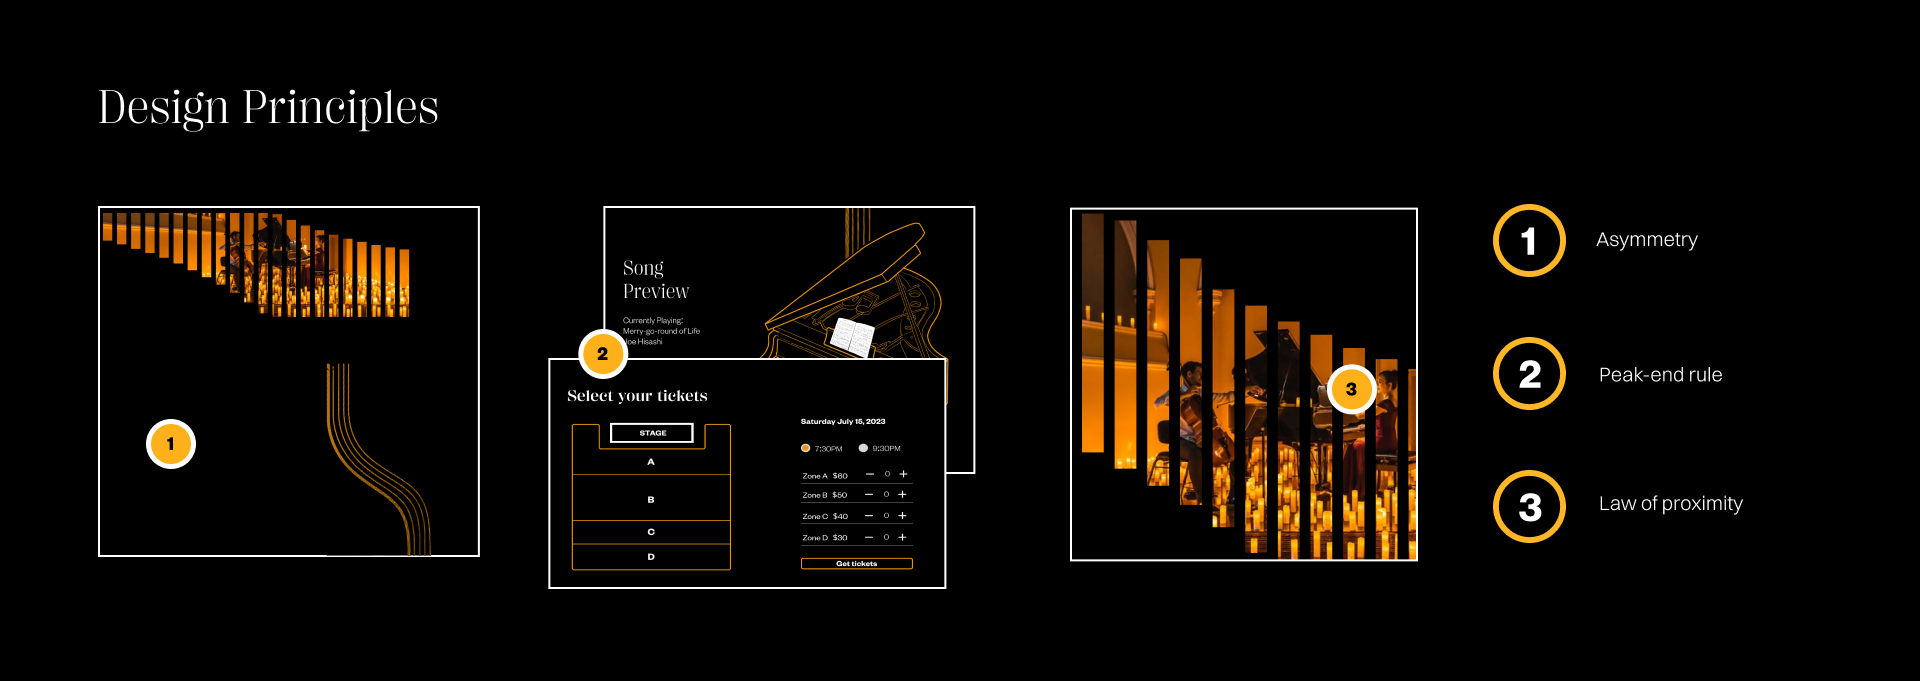 Design Principles
1
Song
Preview
Currently Playing:
Merry-go-round of Life
Joe Hisashi
2
Select your tickets
STAGE
A
B
C
D
Saturday July 15, 2023
7:30PM 9:30PM
Zone A $60 — 0 +
Zone B $50 — 0 +
Zone C $40 — 0 +
Zone D $30 — 0 +
Get tickets
3
1 Asymmetry
2 Peak-end rule
3 Law of proximity